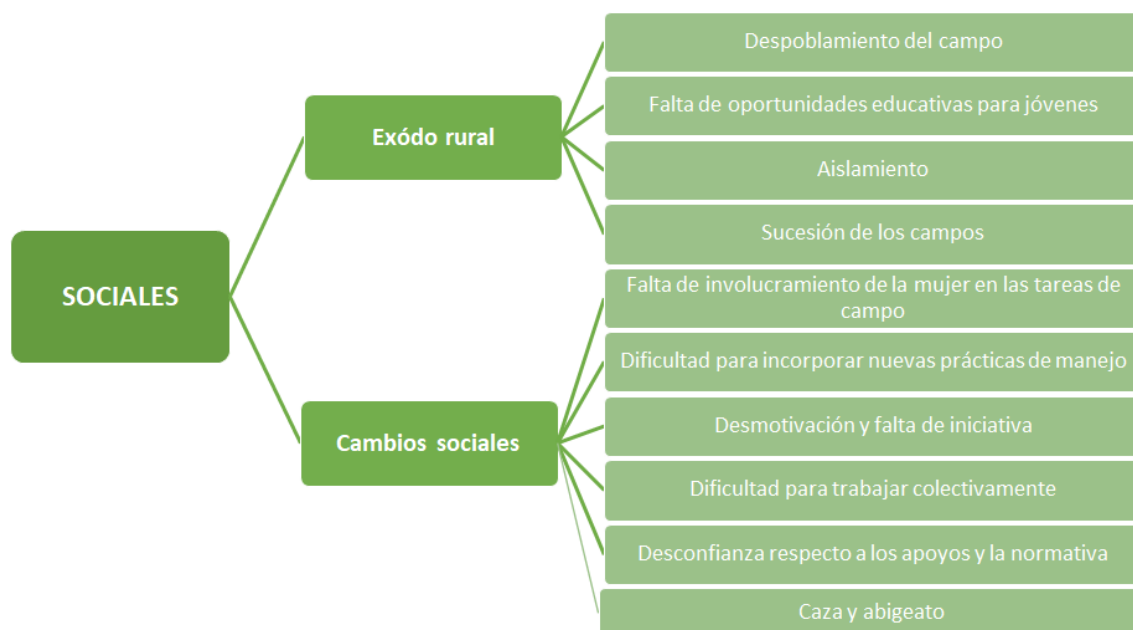 SOCIALES
Exódo rural
Despoblamiento del campo
Falta de oportunidades educativas para jóvenes
Aislamiento
Sucesión de los campos
Cambios sociales
Falta de involucramiento de la mujer en las tareas de
campo
Dificultad para incorporar nuevas prácticas de manejo
Desmotivación y falta de iniciativa
Dificultad para trabajar colectivamente
Desconfianza respecto a los apoyos y la normativa
Caza y abigeato